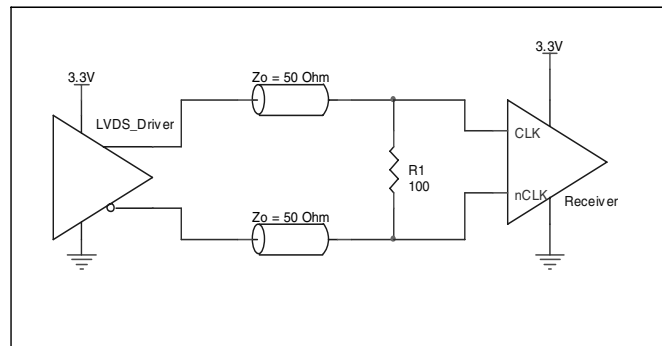 3.3V
LVDS_Driver
Zo = 50 Ohm
Zo = 50 Ohm
R1
100
3.3V
CLK
nCLK
Receiver